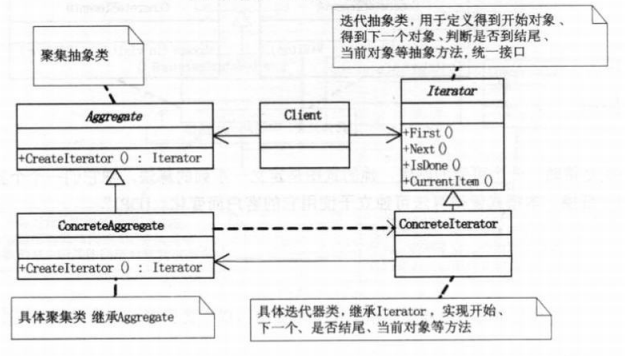 迭代抽象类，用于定义得到开始对象、
得到下一个对象、判断是否到结尾、
当前对象等抽象方法,统一接口
聚集抽象类
Aggregate
+CreateIterator () : Iterator
Client
Iterator
+First()
+Next()
+IsDone()
+CurrentItem()
ConcreteAggregate
+CreateIterator () : Iterator
ConcreteIterator
具体聚集类 继承Aggregate
具体迭代器类，继承Iterator，实现开始、
下一个、是否结尾、当前对象等方法